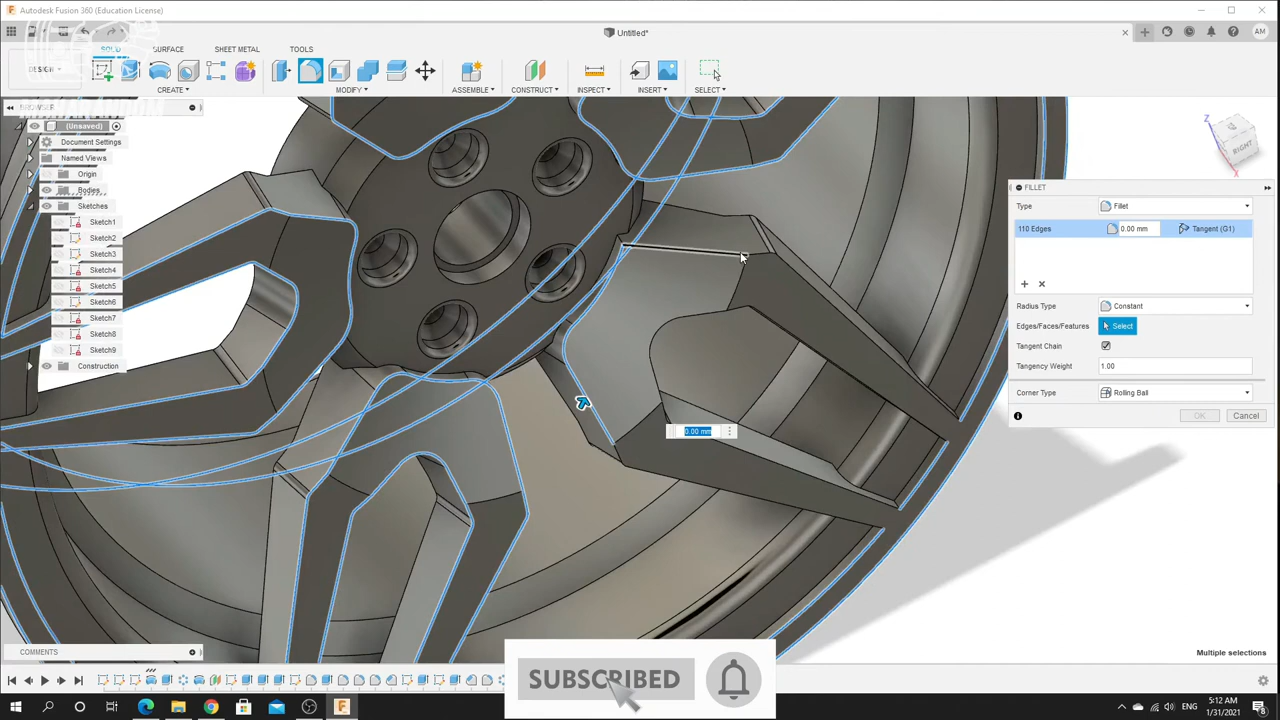 Autodesk Fusion 360 (Education License)
Untitled*
AM
SOLID
SURFACE
SHEET METAL
TOOLS
DESIGN
CREATE
MODIFY
ASSEMBLE
CONSTRUCT
INSPECT
INSERT
SELECT
BROWSER
(Unsaved)
Document Settings
Named Views
Origin
Bodies
Sketches
Sketch1
Sketch2
Sketch3
Sketch4
Sketch5
Sketch6
Sketch7
Sketch8
Sketch9
Construction
Z
RIGHT
X
FILLET
Type
Fillet
110 Edges
0.00 mm
Tangent (G1)
Radius Type
Constant
Edges/Faces/Features
Select
Tangent Chain
Tangency Weight
1.00
Corner Type
Rolling Ball
OK
Cancel
0.00 mm
COMMENTS
Multiple selections
SUBSCRIBED
5:12 AM
1/31/2021
8